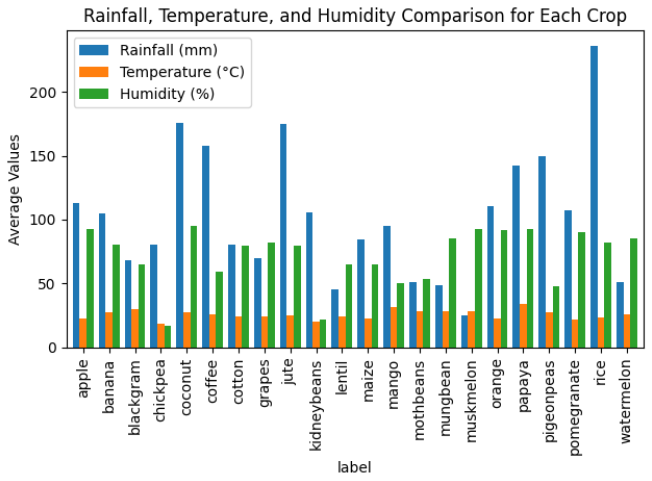 Rainfall, Temperature, and Humidity Comparison for Each Crop
Rainfall (mm)
Temperature (°C)
Humidity (%)
Average Values
200
150
100
50
0
apple
banana
blackgram
chickpea
coconut
coffee
cotton
grapes
jute
kidneybeans
lentil
maize
mango
mothbeans
mungbean
muskmelon
orange
papaya
pigeonpeas
pomegranate
rice
watermelon
label